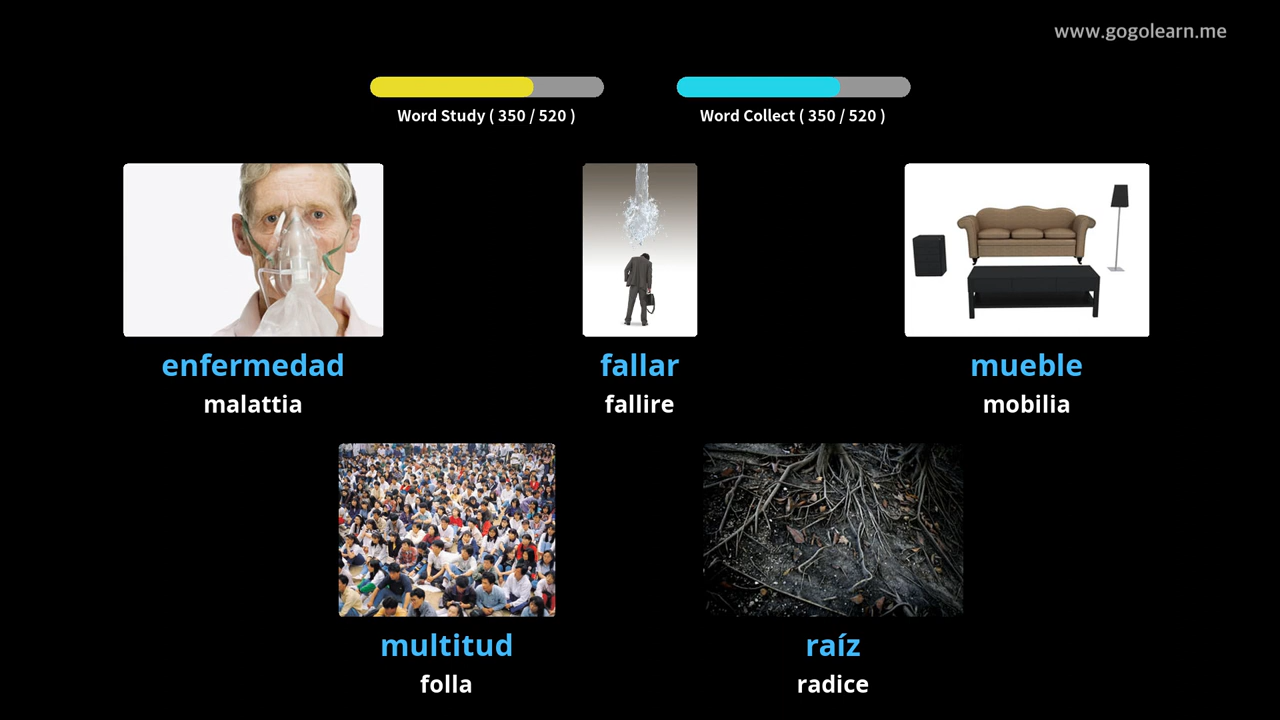 www.gogolearn.me
Word Study ( 350 / 520 )
Word Collect ( 350 / 520 )
enfermedad
malattia
fallar
fallire
mueble
mobilia
multitud
folla
raíz
radice